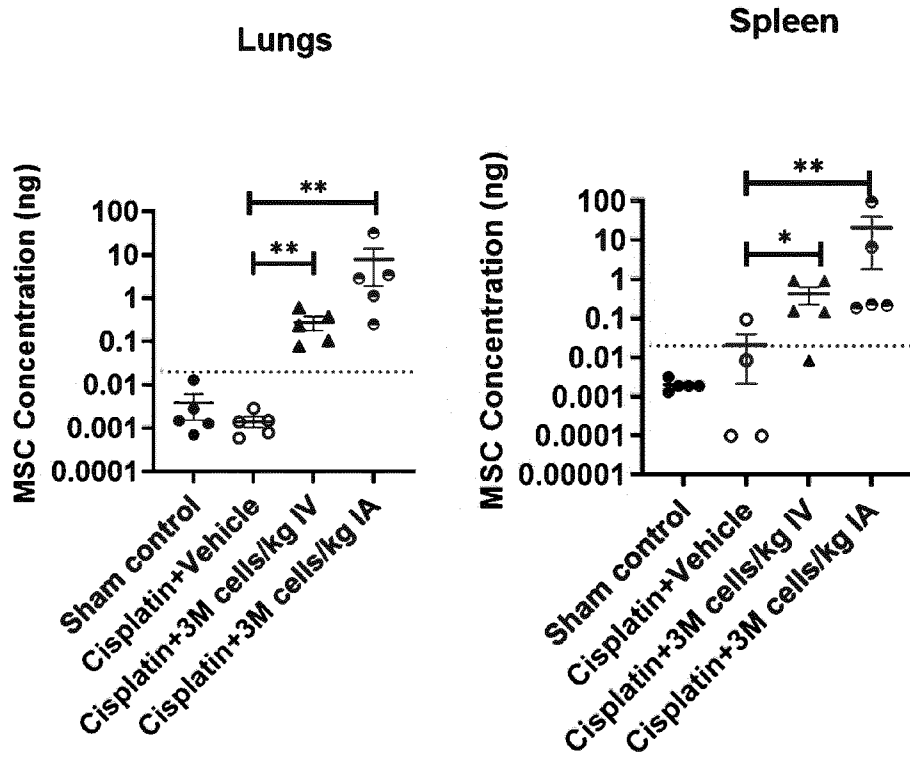 Lungs
MSC Concentration (ng)
**
**
100
10
1
0.1
0.01
0.001
0.0001
Sham control
Cisplatin+Vehicle
Cisplatin+3M cells/kg IV
Cisplatin+3M cells/kg IA
Spleen
MSC Concentration (ng)
**
*
100
10
1
0.1
0.01
0.001
0.0001
0.00001
Sham control
Cisplatin+Vehicle
Cisplatin+3M cells/kg IV
Cisplatin+3M cells/kg IA